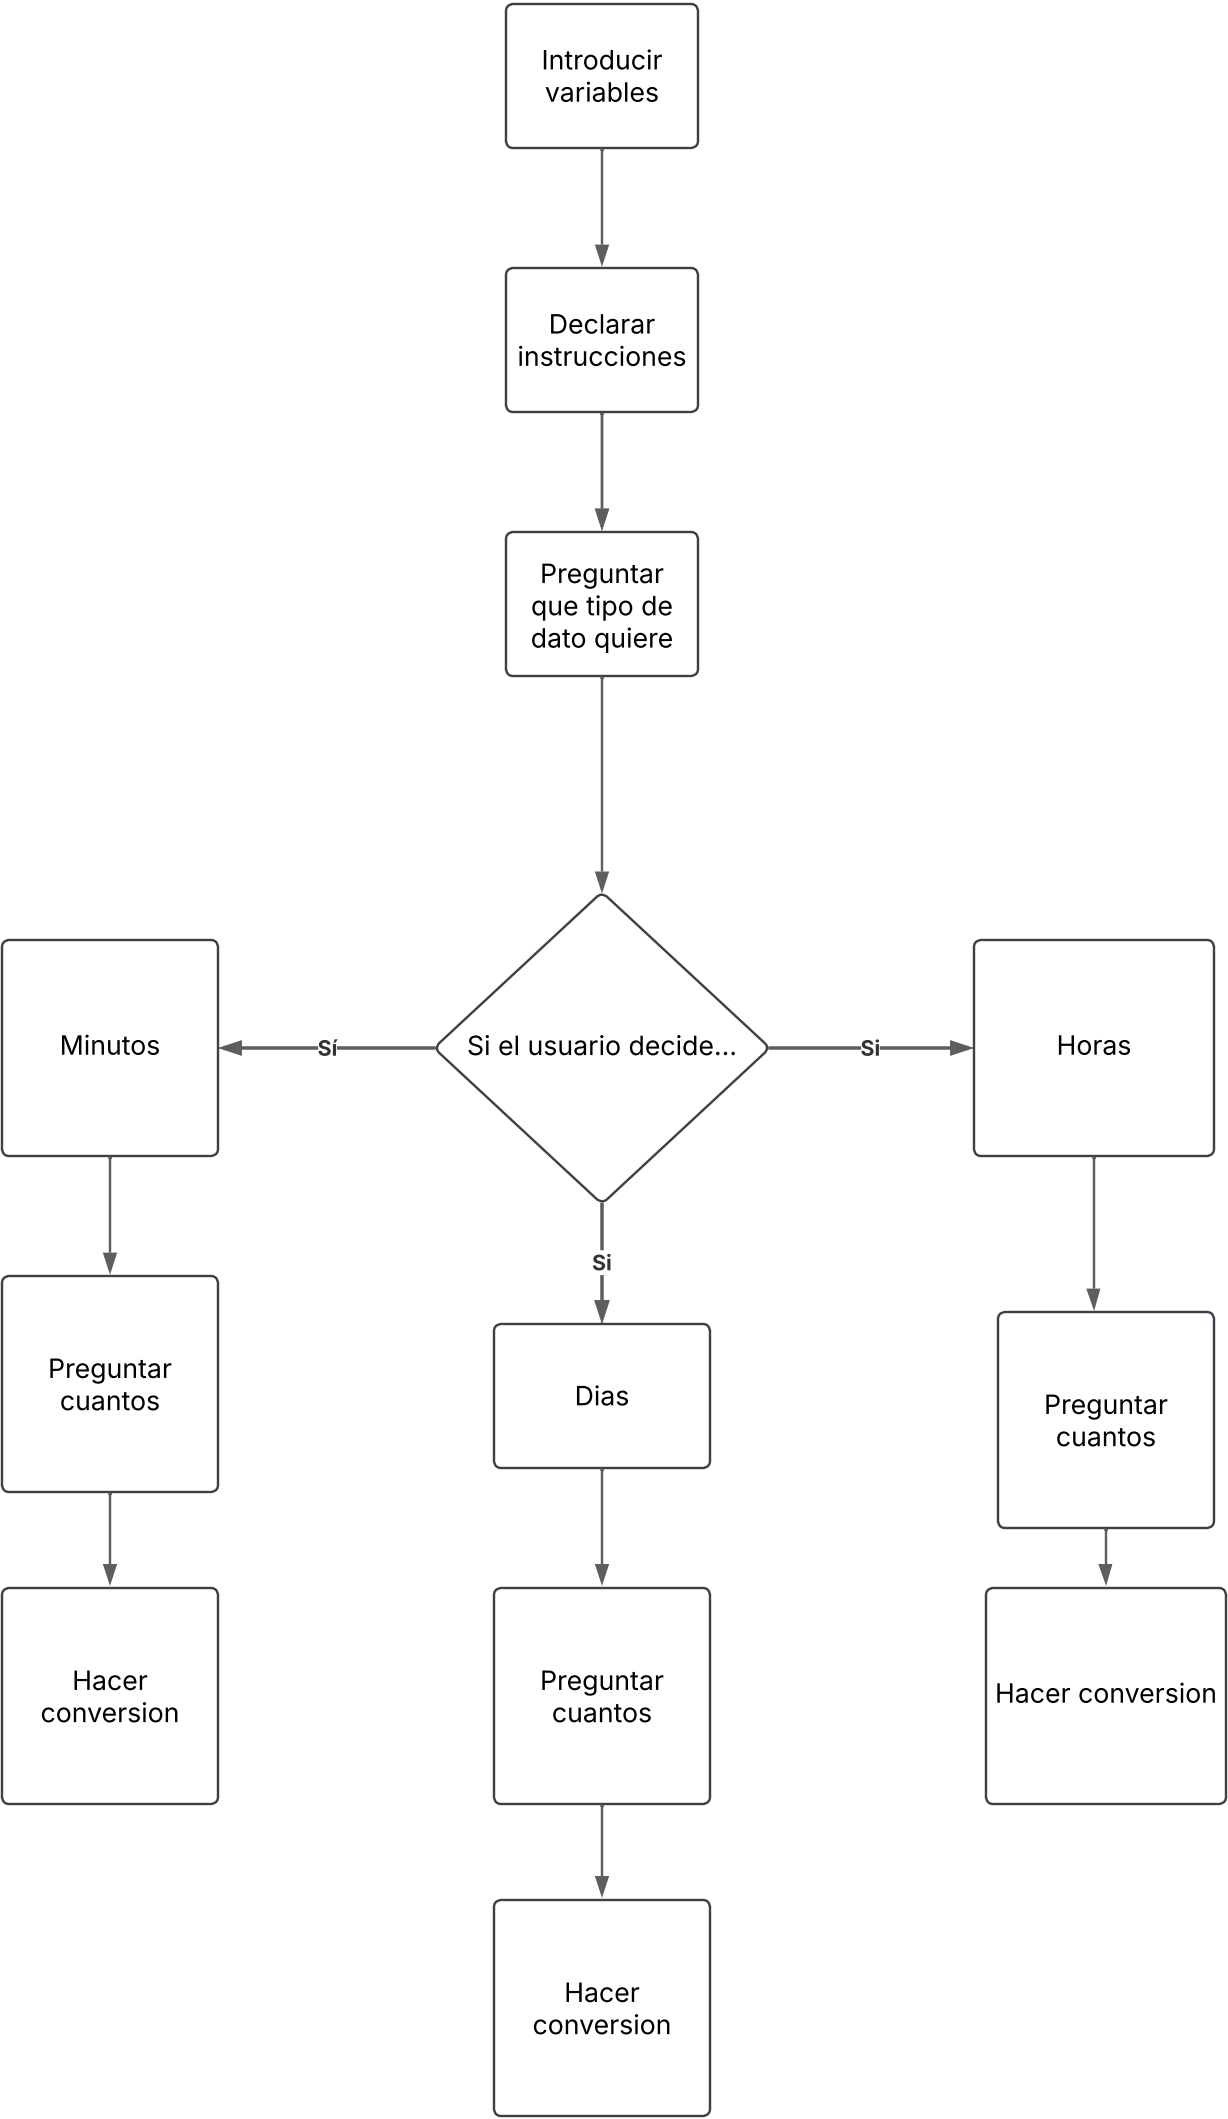 Introducir
variables
Declarar
instrucciones
Preguntar
que tipo de
dato quiere
Minutos
Sí
Si el usuario decide...
Si
Horas
Si
Preguntar
cuantos
Dias
Preguntar
cuantos
Hacer
conversion
Preguntar
cuantos
Hacer conversion
Hacer
conversion